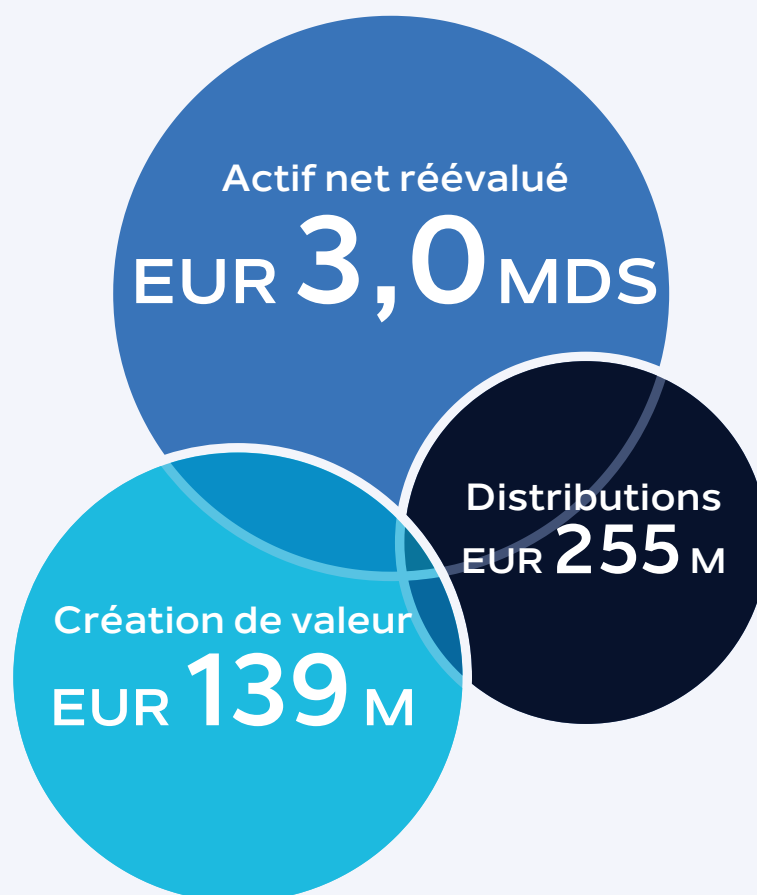 Actif net réévalué
EUR 3,0 MDS
Distributions
EUR 255 M
Création de valeur
EUR 139 M